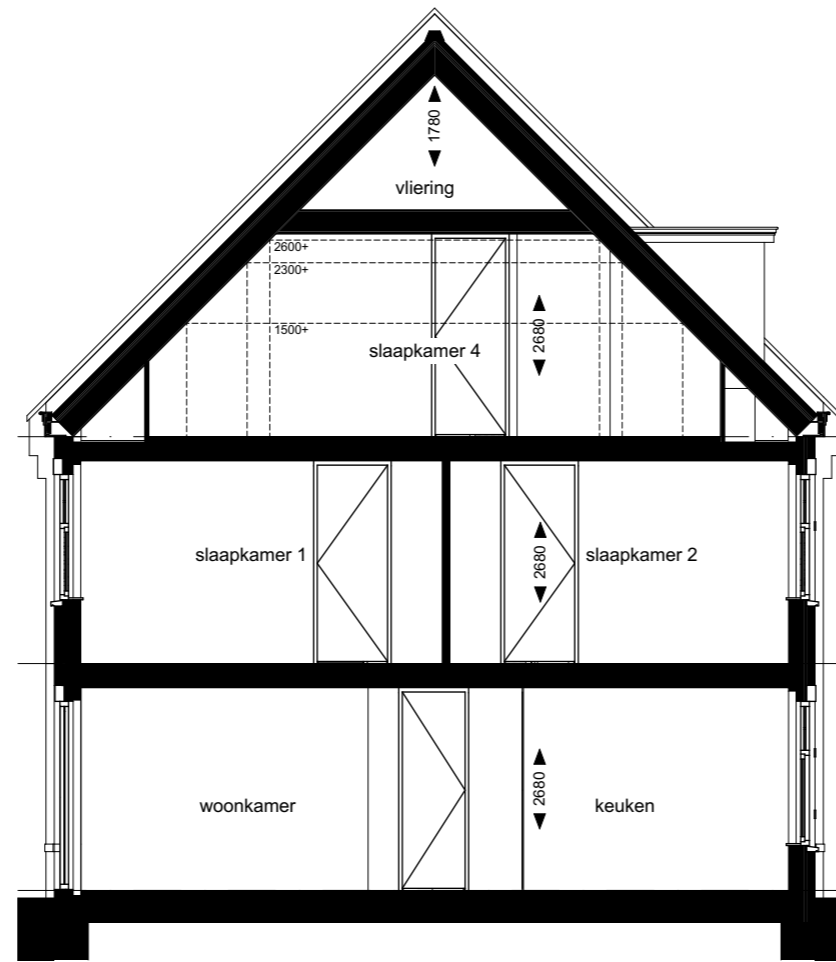 1780
vliering
2600+
2300+
1500+
slaapkamer 4
2680
slaapkamer 1
2680
slaapkamer 2
woonkamer
2680
keuken